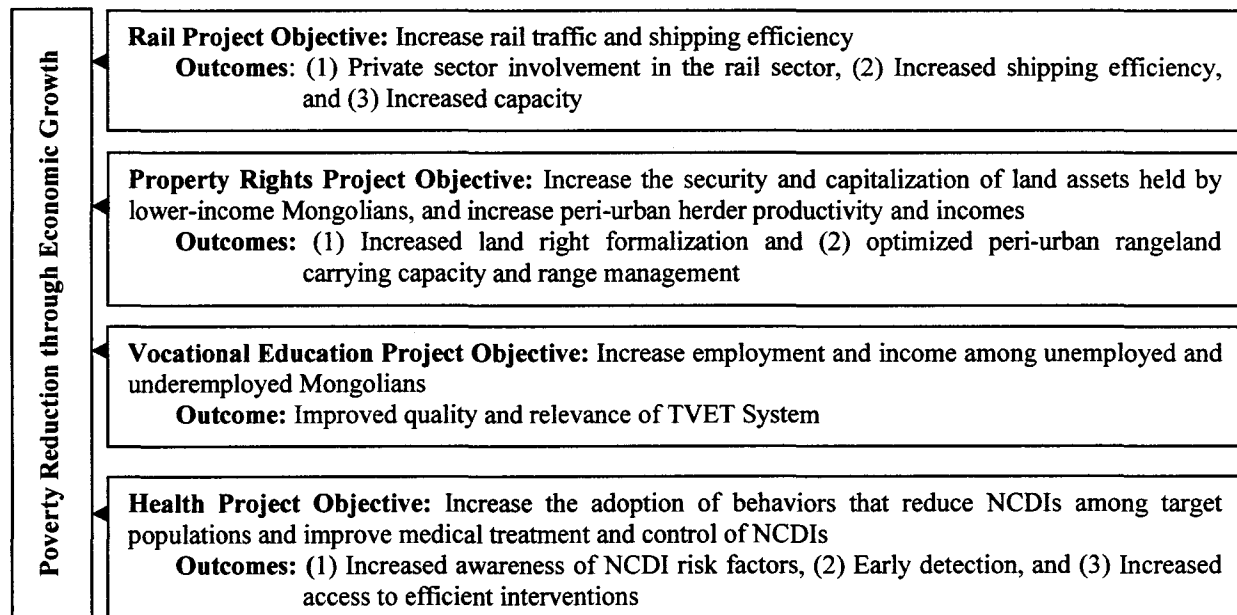 Poverty Reduction through Economic Growth
Rail Project Objective: Increase rail traffic and shipping efficiency
Outcomes: (1) Private sector involvement in the rail sector, (2) Increased shipping efficiency,
and (3) Increased capacity
Property Rights Project Objective: Increase the security and capitalization of land assets held by
lower-income Mongolians, and increase peri-urban herder productivity and incomes
Outcomes: (1) Increased land right formalization and (2) optimized peri-urban rangeland
carrying capacity and range management
Vocational Education Project Objective: Increase employment and income among unemployed and
underemployed Mongolians
Outcome: Improved quality and relevance of TVET System
Health Project Objective: Increase the adoption of behaviors that reduce NCDIs among target
populations and improve medical treatment and control of NCDIs
Outcomes: (1) Increased awareness of NCDI risk factors, (2) Early detection, and (3) Increased
access to efficient interventions